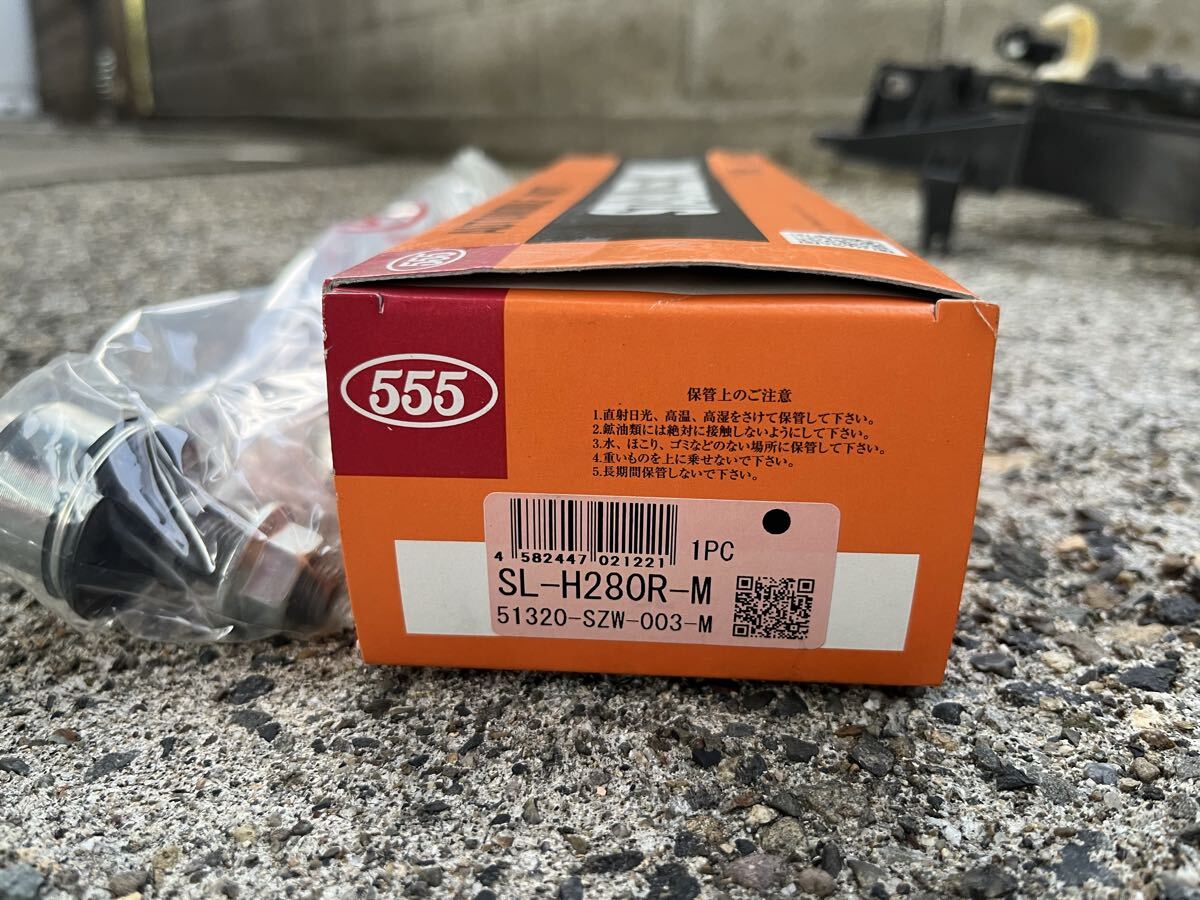 555
555
保管上のご注意
1.直射日光、高温、高湿をさけて保管して下さい。
2.鉱油類には絶対に接触しないようにして下さい。
3.水、ほこり、ゴミなどのない場所に保管して下さい。
4.重いものを上に乗せないで下さい。
5.長期間保管しないで下さい。
4 582447 021221
1PC
SL-H280R-M
51320-SZW-003-M